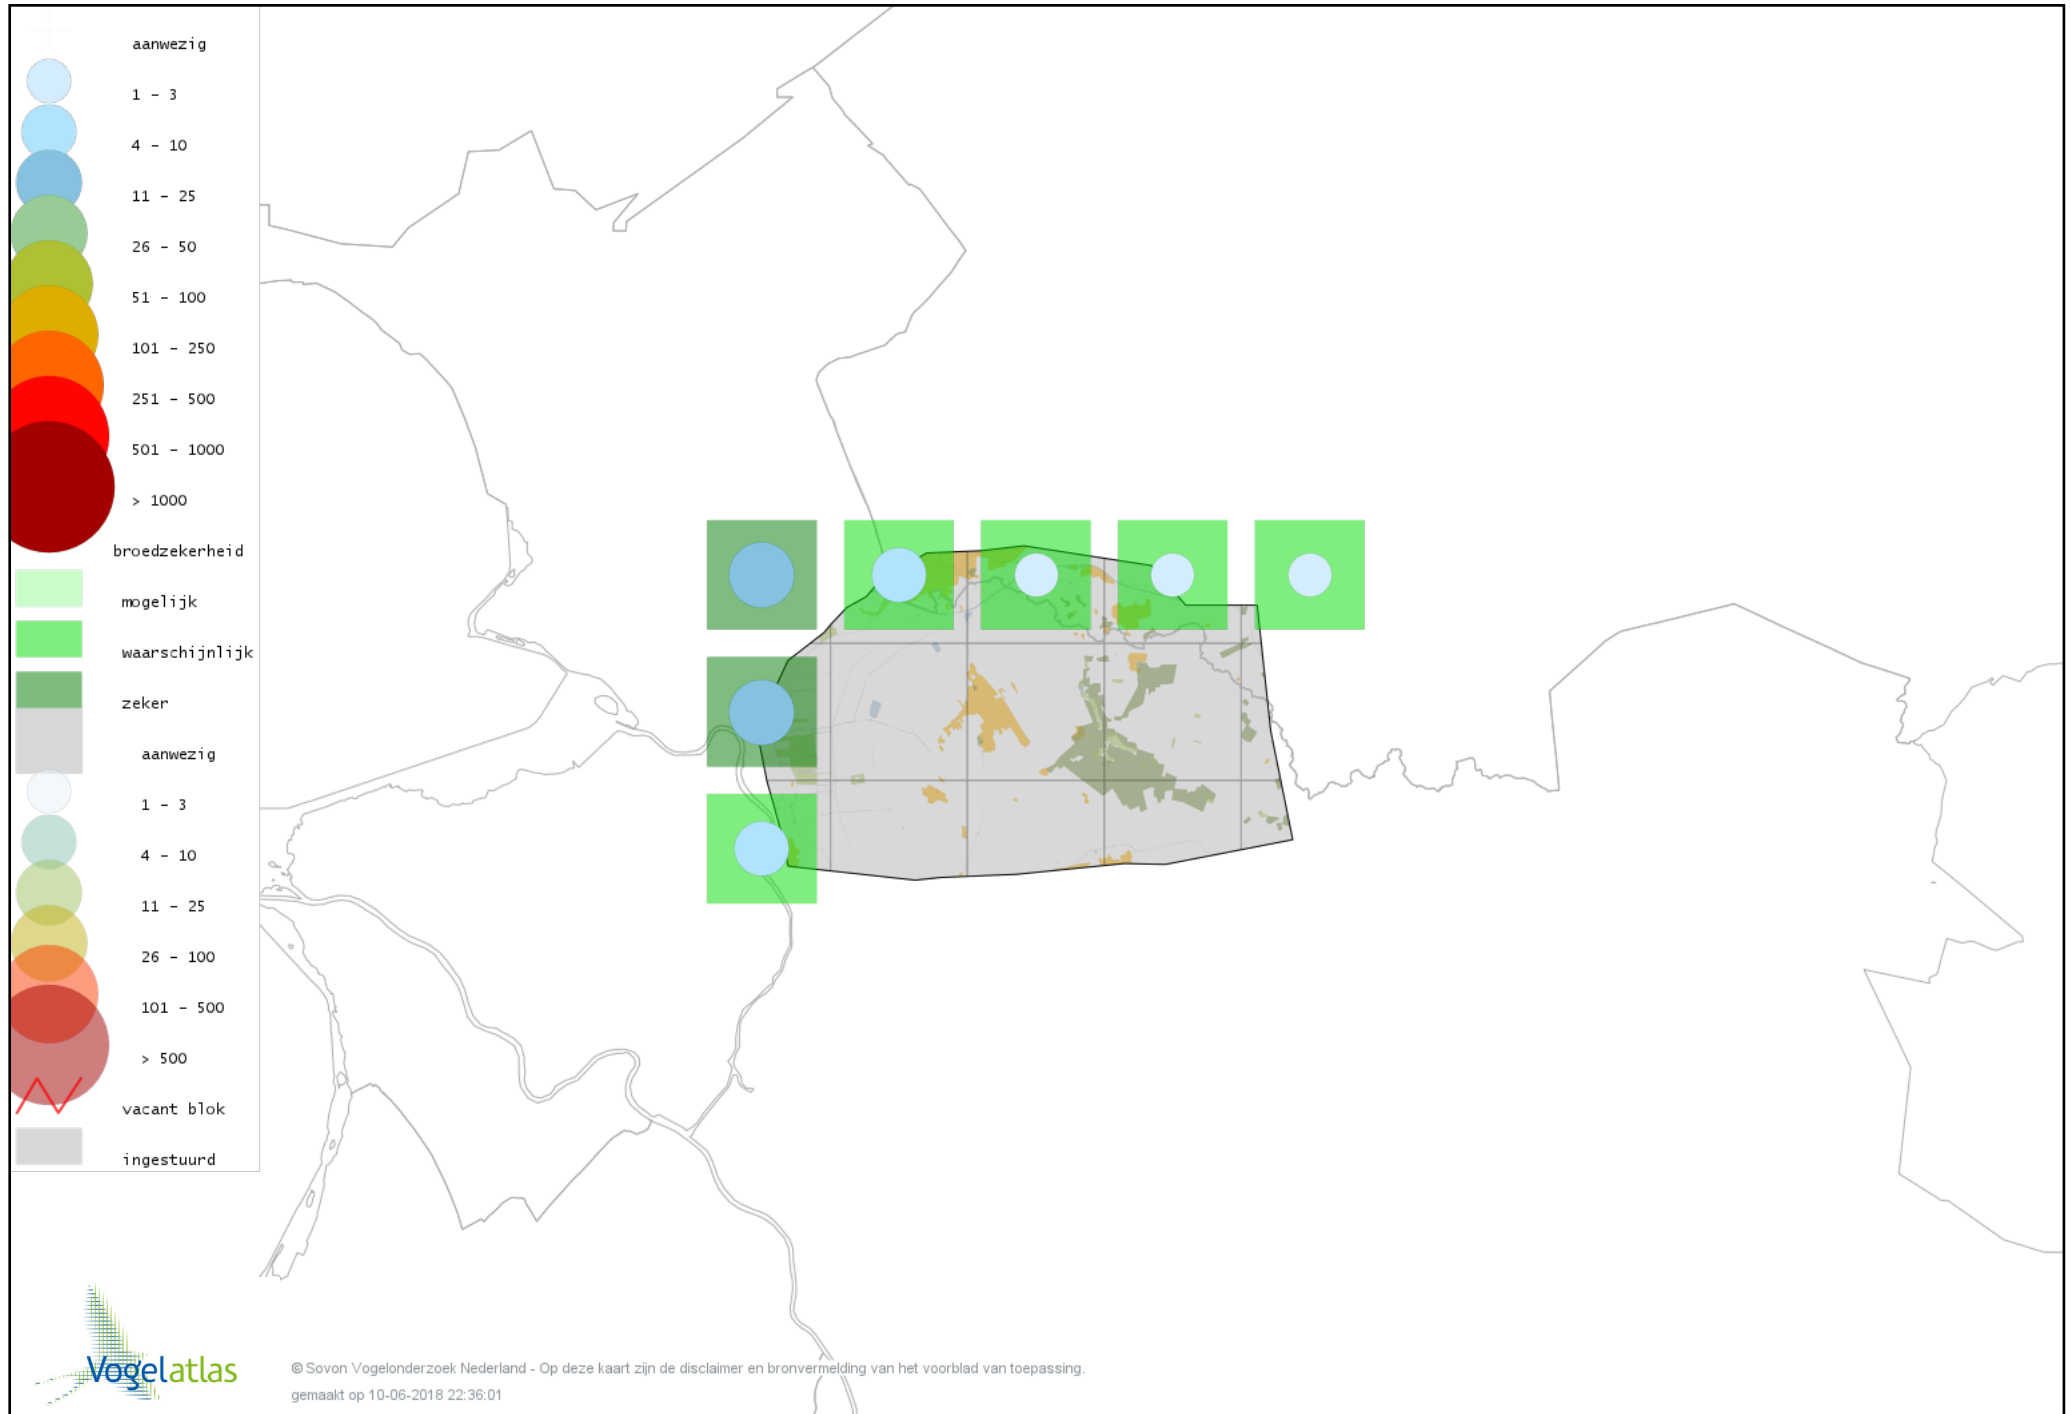 aanwezig
1 - 3
4 - 10
11 - 25
26 - 50
51 - 100
101 - 250
251 - 500
501 - 1000
> 1000
broedzekerheid
mogelijk
waarschijnlijk
zeker
aanwezig
1 - 3
4 - 10
11 - 25
26 - 100
101 - 500
> 500
vacant blok
ingestuurd
Vogelatlas
© Sovon Vogelonderzoek Nederland - Op deze kaart zijn de disclaimer en bronvermelding van het voorblad van toepassing.
gemaakt op 10-06-2018 22:36:01